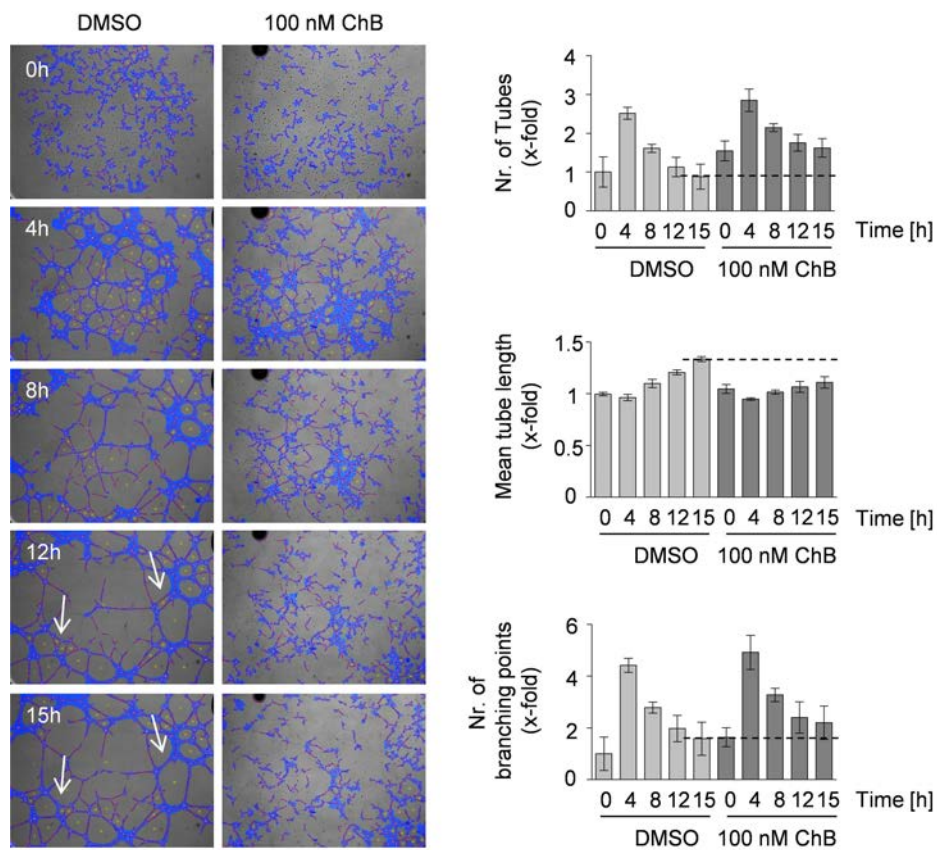 DMSO
100 nM ChB
0h
4h
8h
12h
15h
Nr. of Tubes
(x-fold)
4
3
2
1
0
0 4 8 12 15 0 4 8 12 15 Time [h]
DMSO 100 nM ChB
Mean tube length
(x-fold)
1.5
1
0.5
0
0 4 8 12 15 0 4 8 12 15 Time [h]
DMSO 100 nM ChB
Nr. of
branching points
(x-fold)
6
4
2
0
0 4 8 12 15 0 4 8 12 15 Time [h]
DMSO 100 nM ChB